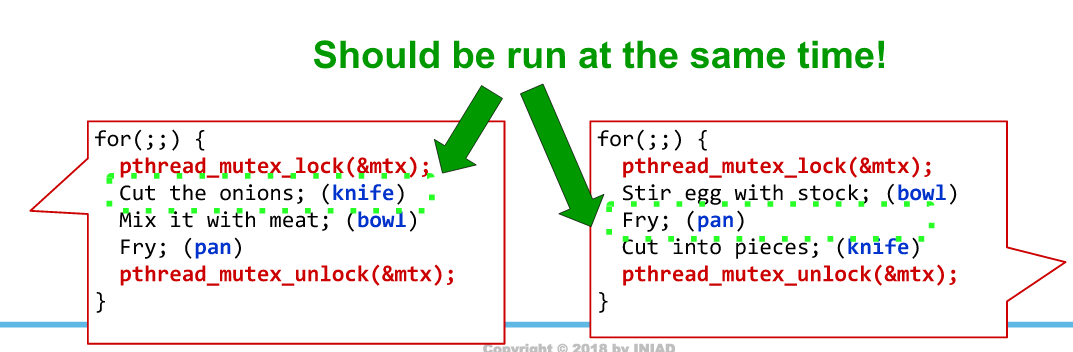 Should be run at the same time!
for(;;) {
pthread_mutex_lock(&mtx);
Cut the onions; (knife)
Mix it with meat; (bowl)
Fry; (pan)
pthread_mutex_unlock(&mtx);
}
for(;;) {
pthread_mutex_lock(&mtx);
Stir egg with stock; (bowl)
Fry; (pan)
Cut into pieces; (knife)
pthread_mutex_unlock(&mtx);
}
Copyright © 2018 by INIAD